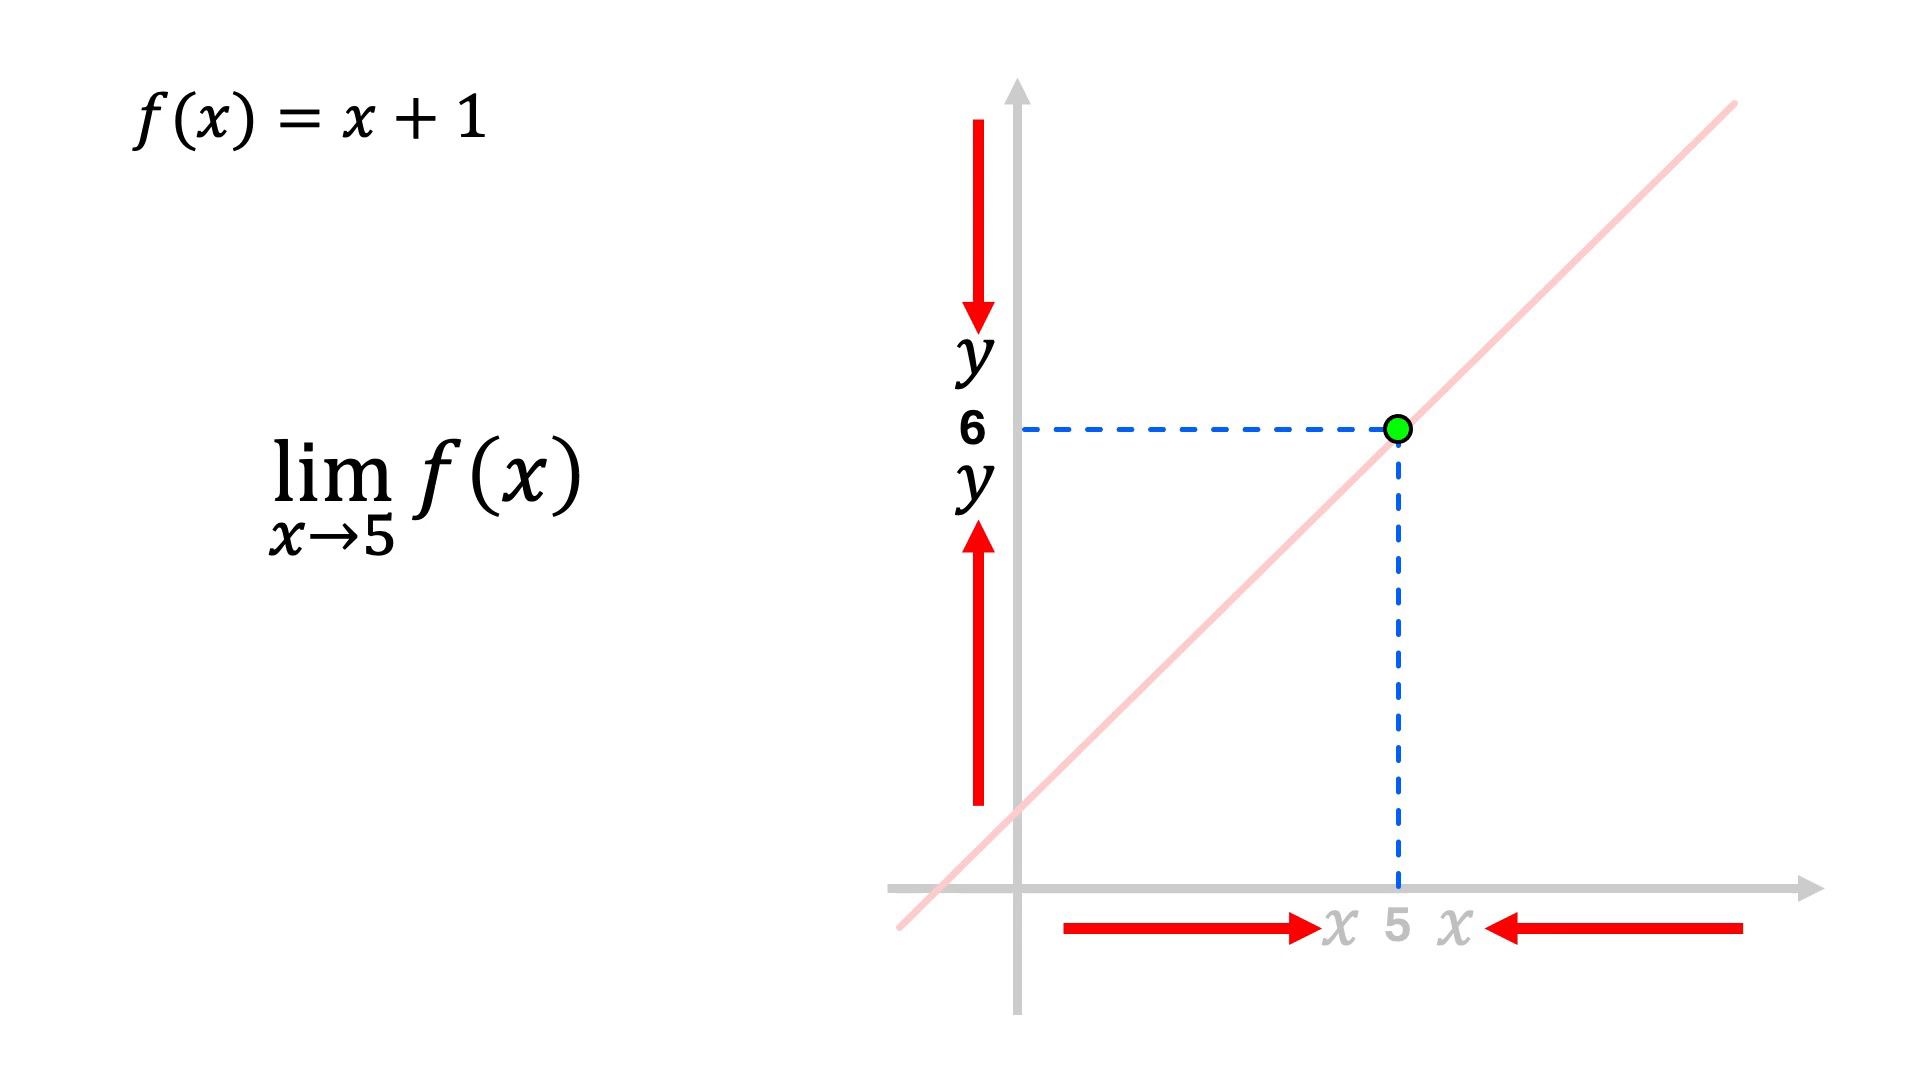 f(x) = x + 1
lim f(x)
x→5
y
6
y
x 5 x